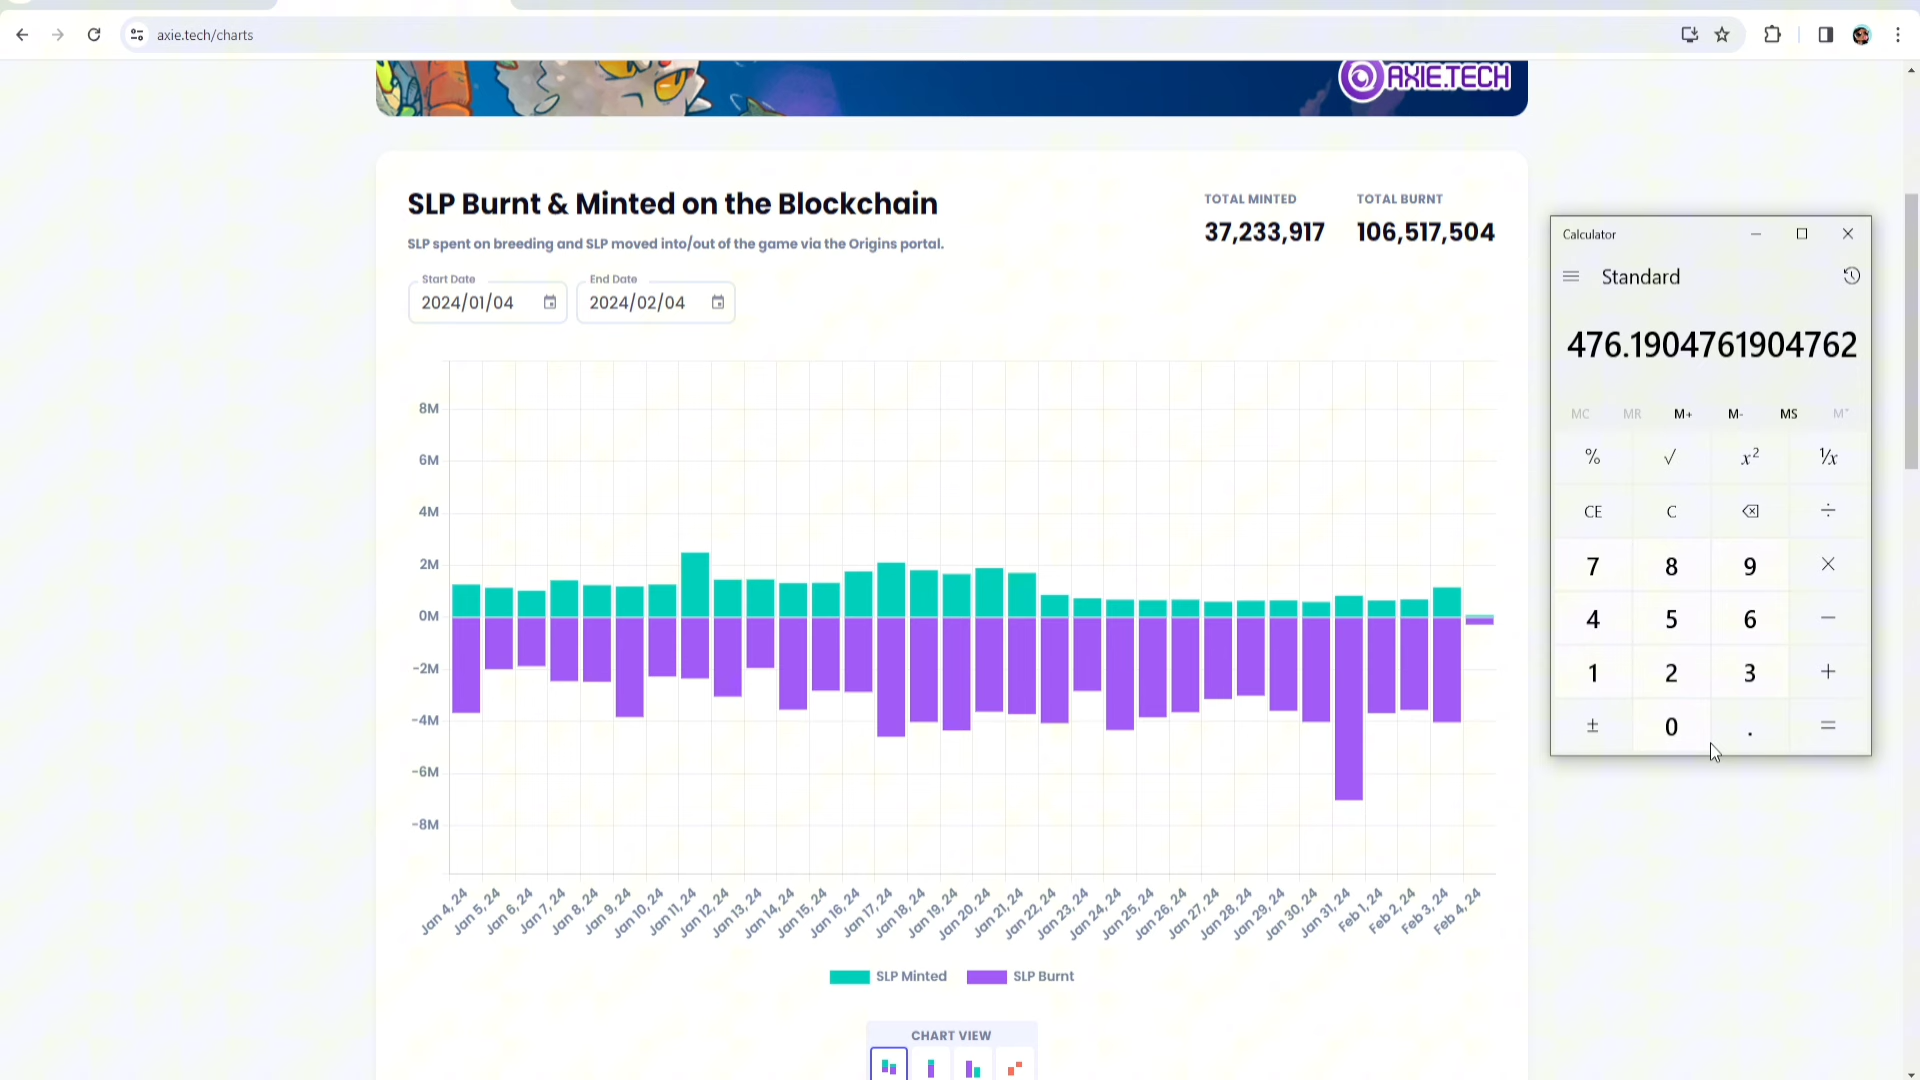 axie.tech/charts
AXIE.TECH
SLP Burnt & Minted on the Blockchain
SLP spent on breeding and SLP moved into/out of the game via the Origins portal.
TOTAL MINTED
37,233,917
TOTAL BURNT
106,517,504
Start Date
2024/01/04
End Date
2024/02/04
8M
6M
4M
2M
0M
-2M
-4M
-6M
-8M
Jan 4, 24
Jan 5, 24
Jan 6, 24
Jan 7, 24
Jan 8, 24
Jan 9, 24
Jan 10, 24
Jan 11, 24
Jan 12, 24
Jan 13, 24
Jan 14, 24
Jan 15, 24
Jan 16, 24
Jan 17, 24
Jan 18, 24
Jan 19, 24
Jan 20, 24
Jan 21, 24
Jan 22, 24
Jan 23, 24
Jan 24, 24
Jan 25, 24
Jan 26, 24
Jan 27, 24
Jan 28, 24
Jan 29, 24
Jan 30, 24
Jan 31, 24
Feb 1, 24
Feb 2, 24
Feb 3, 24
Feb 4, 24
SLP Minted
SLP Burnt
CHART VIEW
Calculator
Standard
476.1904761904762
MC MR M+ M- MS M˅
% √ x² ¹/x
CE C ⌫ ÷
7 8 9 ×
4 5 6 −
1 2 3 +
± 0 . =